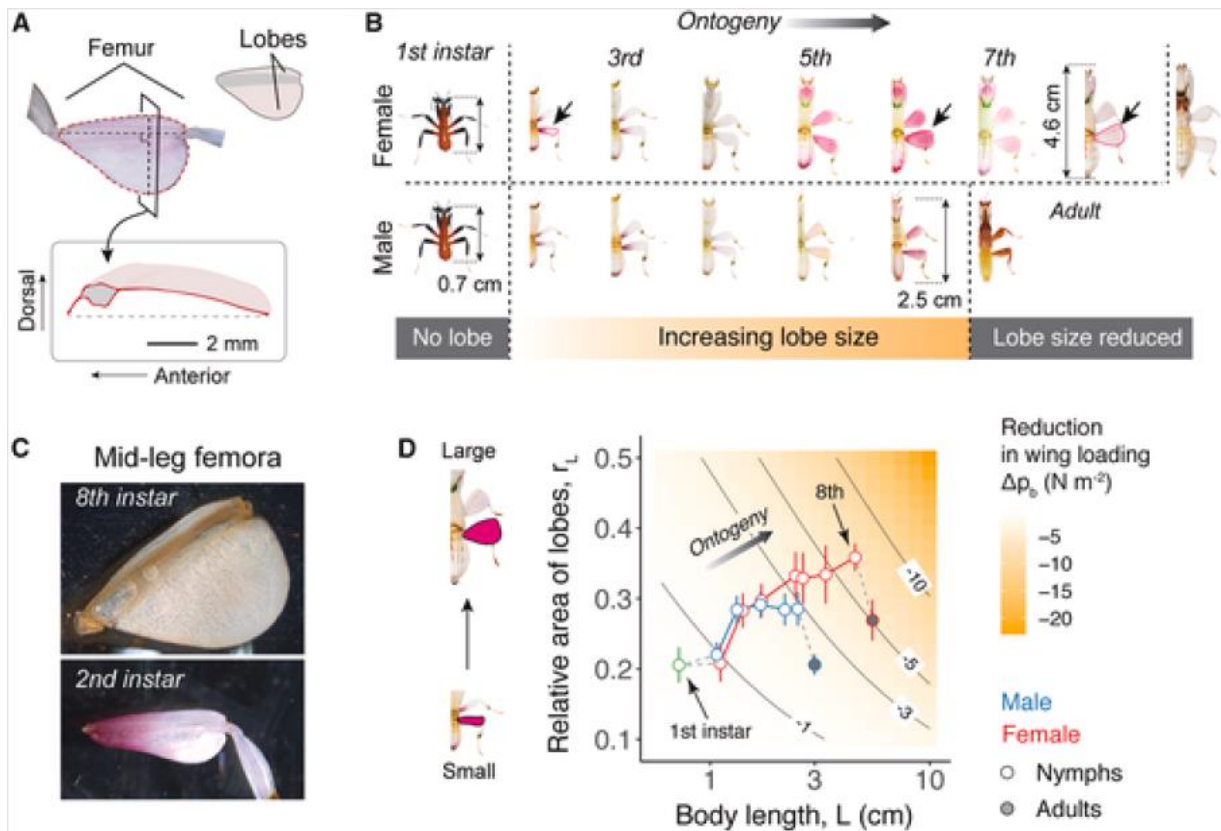 A
Femur
Lobes
Dorsal
2 mm
Anterior
B
Ontogeny
1st instar
3rd
5th
7th
Female
4.6 cm
Male
Adult
0.7 cm
2.5 cm
No lobe
Increasing lobe size
Lobe size reduced
C
Mid-leg femora
8th instar
2nd instar
D
Large
Small
Relative area of lobes, r_L
0.5
0.4
0.3
0.2
0.1
Ontogeny
8th
1st instar
-10
-5
-3
-1
1
3
10
Body length, L (cm)
Reduction
in wing loading
Δp_b (N m⁻²)
−5
−10
−15
−20
Male
Female
Nymphs
Adults